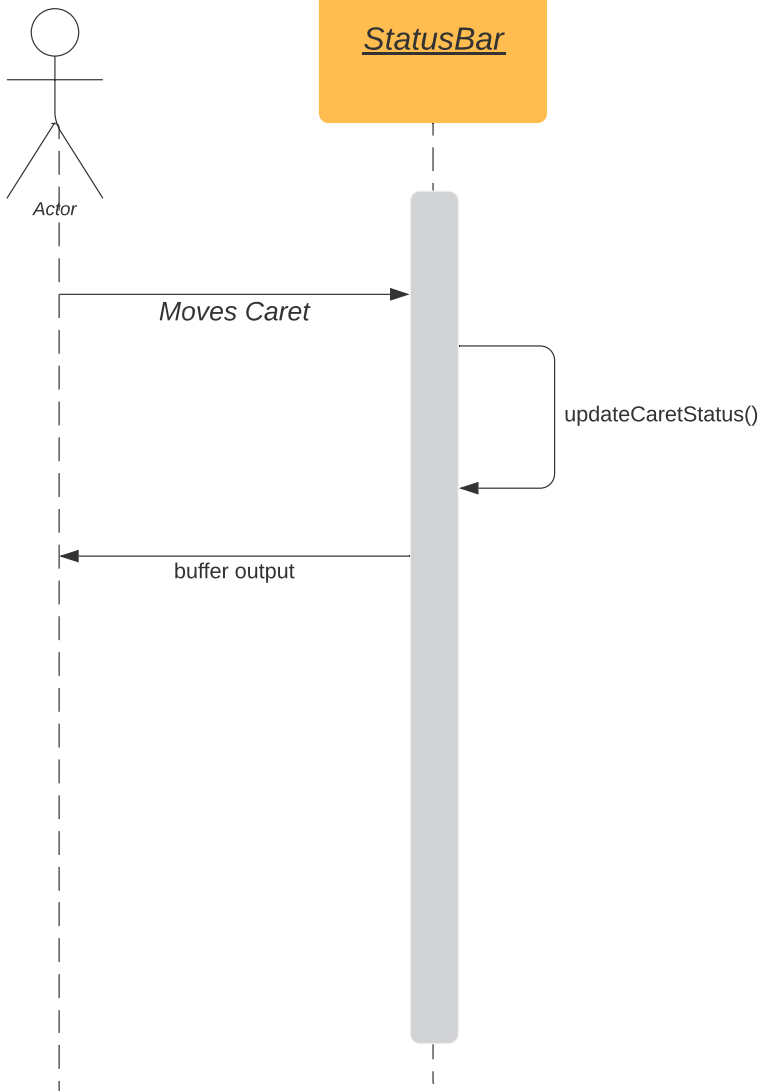 StatusBar
Actor
Moves Caret
updateCaretStatus()
buffer output